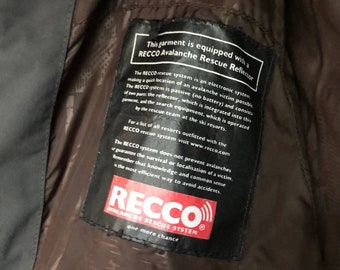 This garment is equipped with a
RECCO Avalanche Rescue Reflector
The RECCO rescue system is an electronic system
making a quick location of an avalanche victim possible.
The RECCO system is passive (no battery) and consists
of two parts: the reflector, which is integrated into this
garment, and the search equipment, which is operated
by the rescue team at the ski resorts.
For a list of all resorts outfitted with the
RECCO rescue system visit www.recco.com
The RECCO system does not prevent avalanches
or guarantee the survival or localisation of a victim.
Remember that knowledge and common sense
is the most efficient way to avoid accidents.
RECCO®
AVALANCHE RESCUE SYSTEM
one more chance